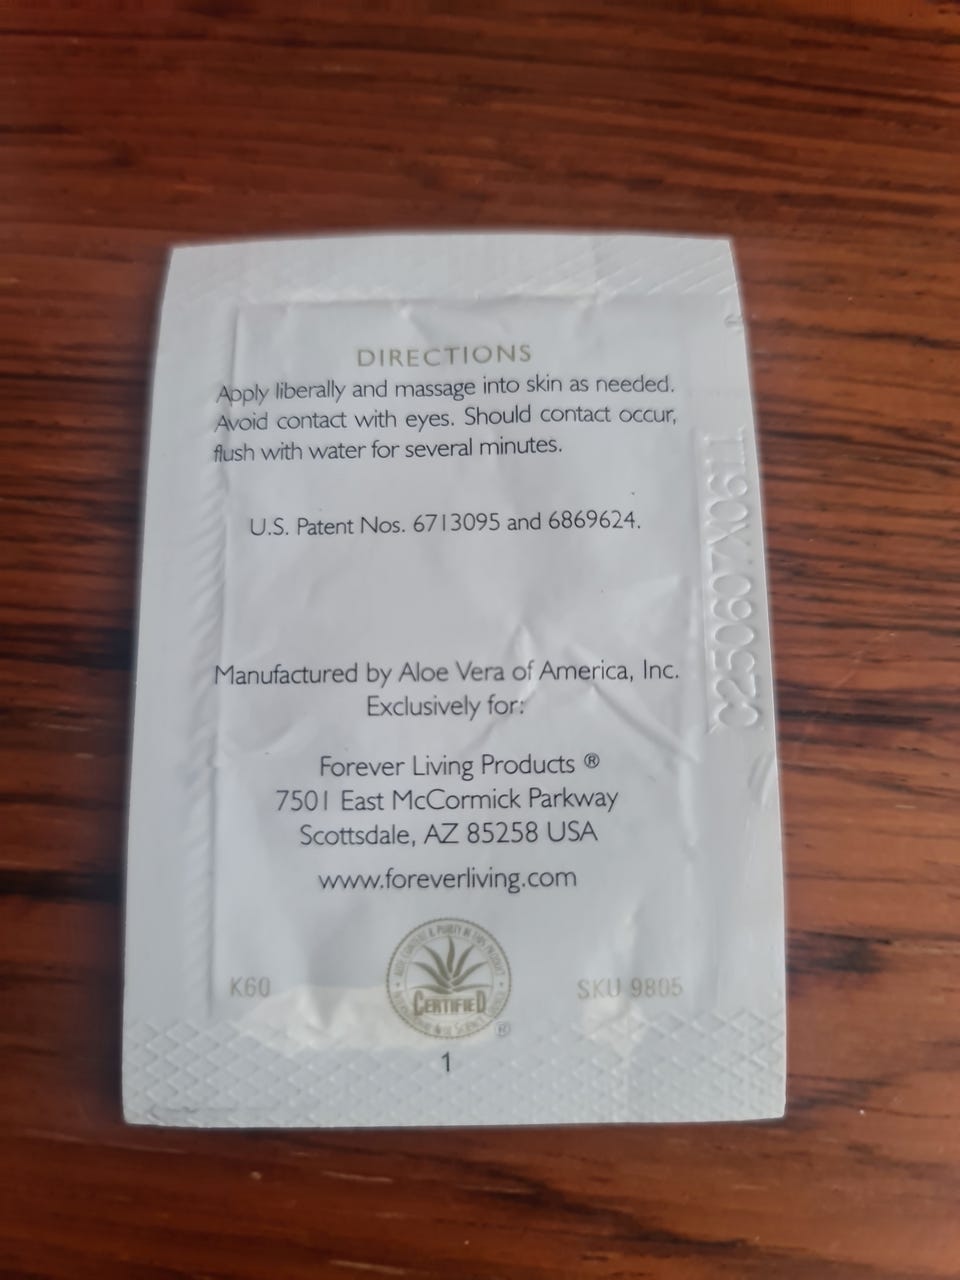 DIRECTIONS
Apply liberally and massage into skin as needed.
Avoid contact with eyes. Should contact occur,
flush with water for several minutes.
U.S. Patent Nos. 6713095 and 6869624.
Manufactured by Aloe Vera of America, Inc.
Exclusively for:
Forever Living Products ®
7501 East McCormick Parkway
Scottsdale, AZ 85258 USA
www.foreverliving.com
K60
CERTIFIED
®
SKU 9805
1